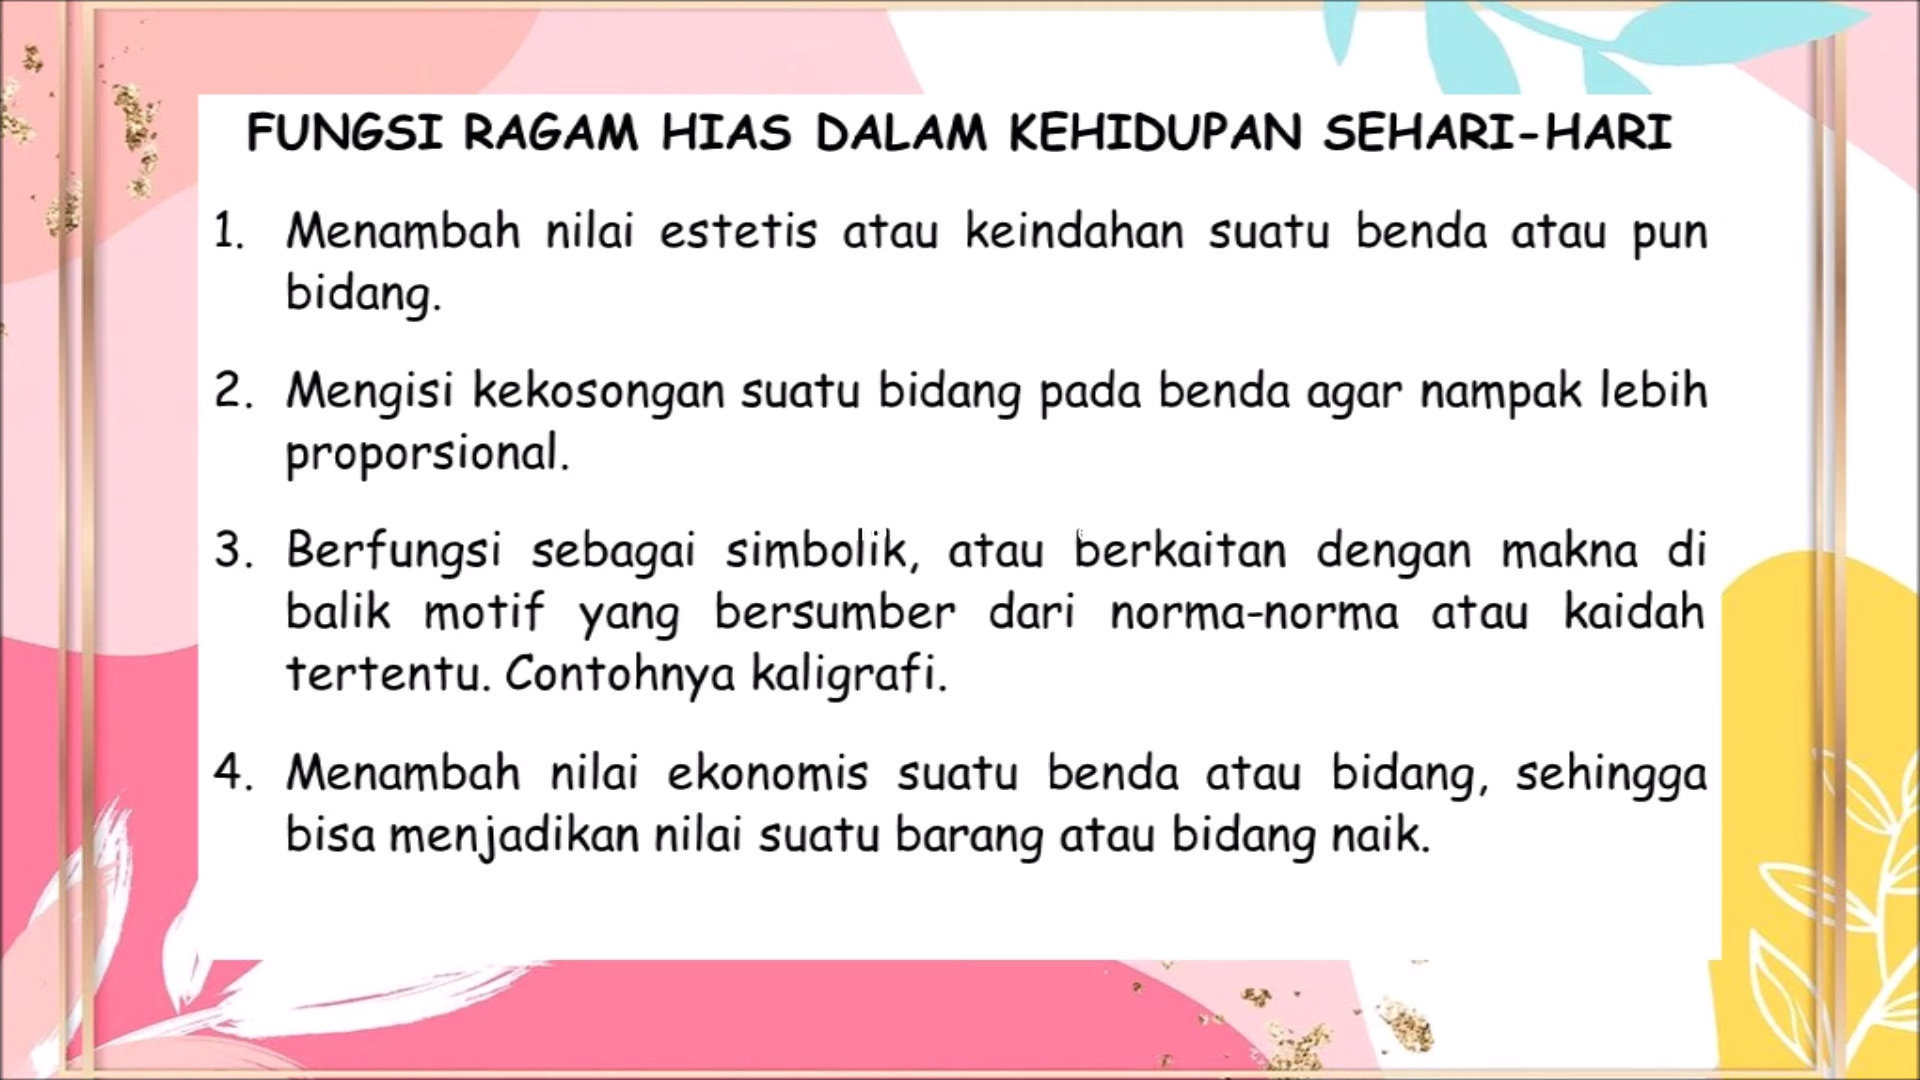 FUNGSI RAGAM HIAS DALAM KEHIDUPAN SEHARI-HARI
1. Menambah nilai estetis atau keindahan suatu benda atau pun
bidang.
2. Mengisi kekosongan suatu bidang pada benda agar nampak lebih
proporsional.
3. Berfungsi sebagai simbolik, atau berkaitan dengan makna di
balik motif yang bersumber dari norma-norma atau kaidah
tertentu. Contohnya kaligrafi.
4. Menambah nilai ekonomis suatu benda atau bidang, sehingga
bisa menjadikan nilai suatu barang atau bidang naik.